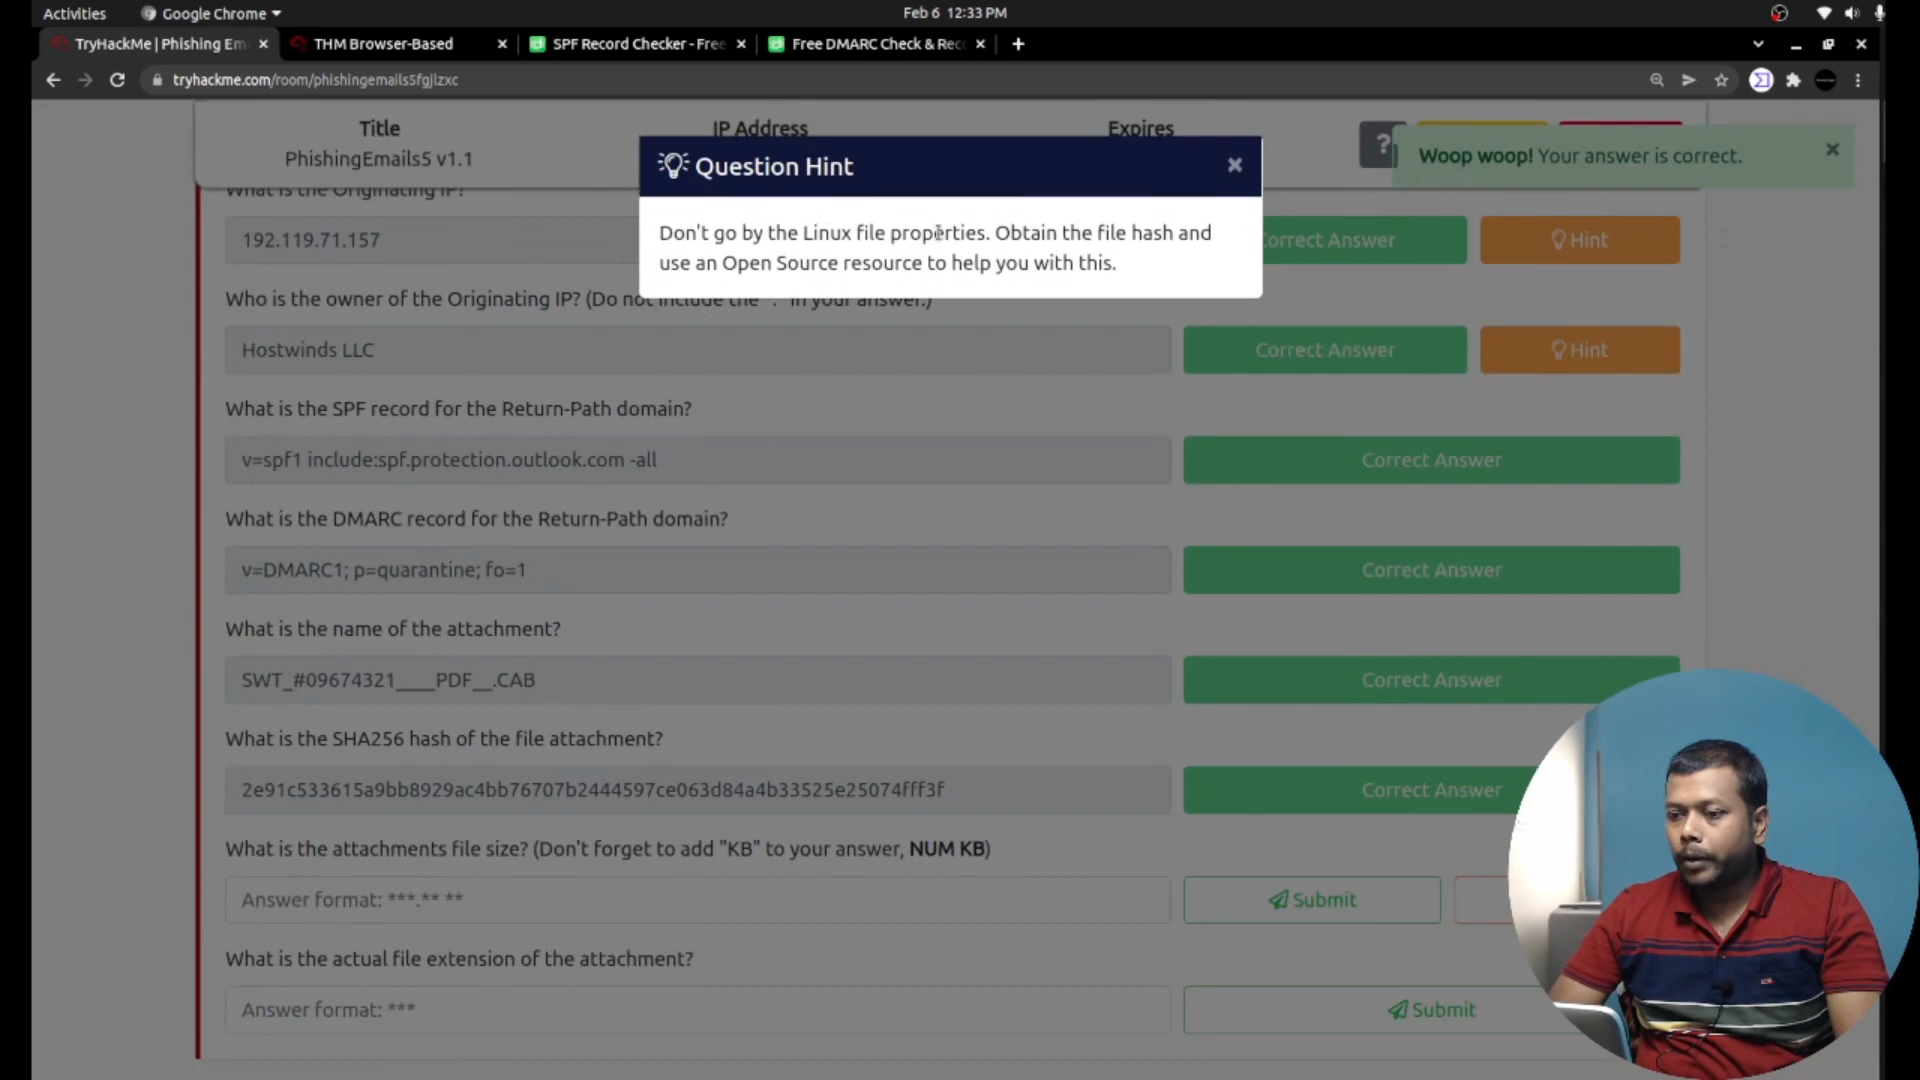 Activities
Google Chrome
Feb 6 12:33 PM
TryHackMe | Phishing Em
THM Browser-Based
SPF Record Checker - Free
Free DMARC Check & Rec
tryhackme.com/room/phishingemails5fgjlzxc
Title
IP Address
Expires
PhishingEmails5 v1.1
?
Woop woop! Your answer is correct.
Question Hint
Don't go by the Linux file properties. Obtain the file hash and
use an Open Source resource to help you with this.
What is the Originating IP?
192.119.71.157
Correct Answer
Hint
Who is the owner of the Originating IP? (Do not include the "." in your answer.)
Hostwinds LLC
Correct Answer
Hint
What is the SPF record for the Return-Path domain?
v=spf1 include:spf.protection.outlook.com -all
Correct Answer
What is the DMARC record for the Return-Path domain?
v=DMARC1; p=quarantine; fo=1
Correct Answer
What is the name of the attachment?
SWT_#09674321____PDF__.CAB
Correct Answer
What is the SHA256 hash of the file attachment?
2e91c533615a9bb8929ac4bb76707b2444597ce063d84a4b33525e25074fff3f
Correct Answer
What is the attachments file size? (Don't forget to add "KB" to your answer, NUM KB)
Answer format: ***.** **
Submit
What is the actual file extension of the attachment?
Answer format: ***
Submit